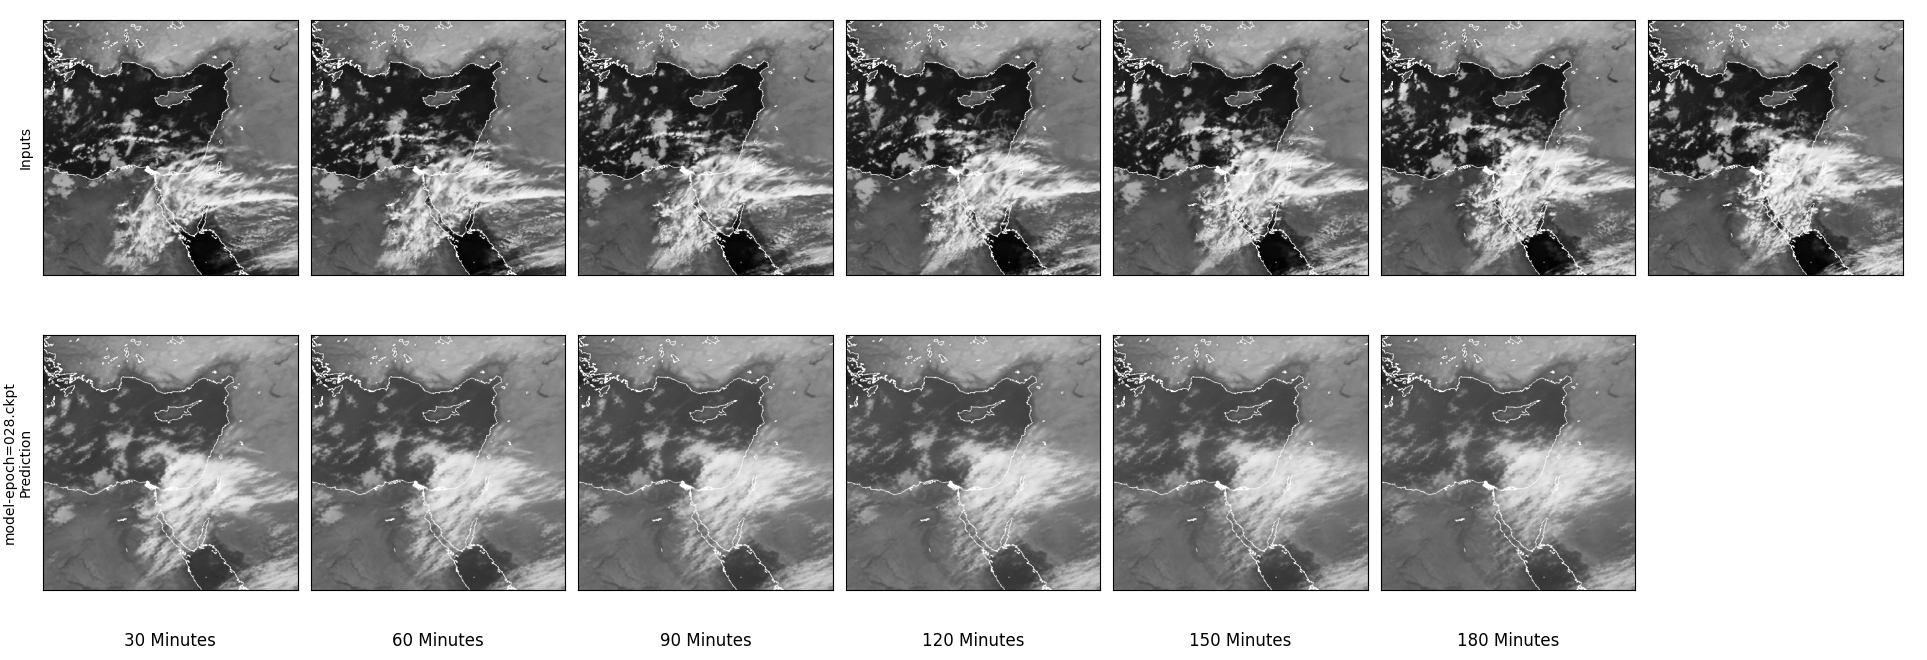 Inputs
model-epoch=028.ckpt
Prediction
30 Minutes
60 Minutes
90 Minutes
120 Minutes
150 Minutes
180 Minutes